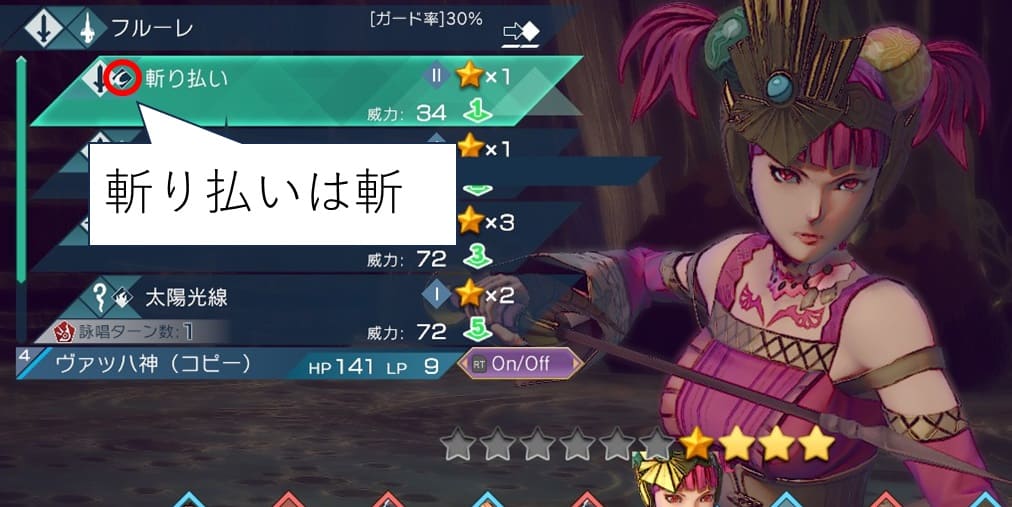 フルーレ
[ガード率]30%
斬り払い II ×1
威力: 34 1
斬り払いは斬
×1
×3
威力: 72 3
太陽光線 I ×2
詠唱ターン数: 1
威力: 72 5
4 ヴァッハ神（コピー） HP 141 LP 9 RT On/Off